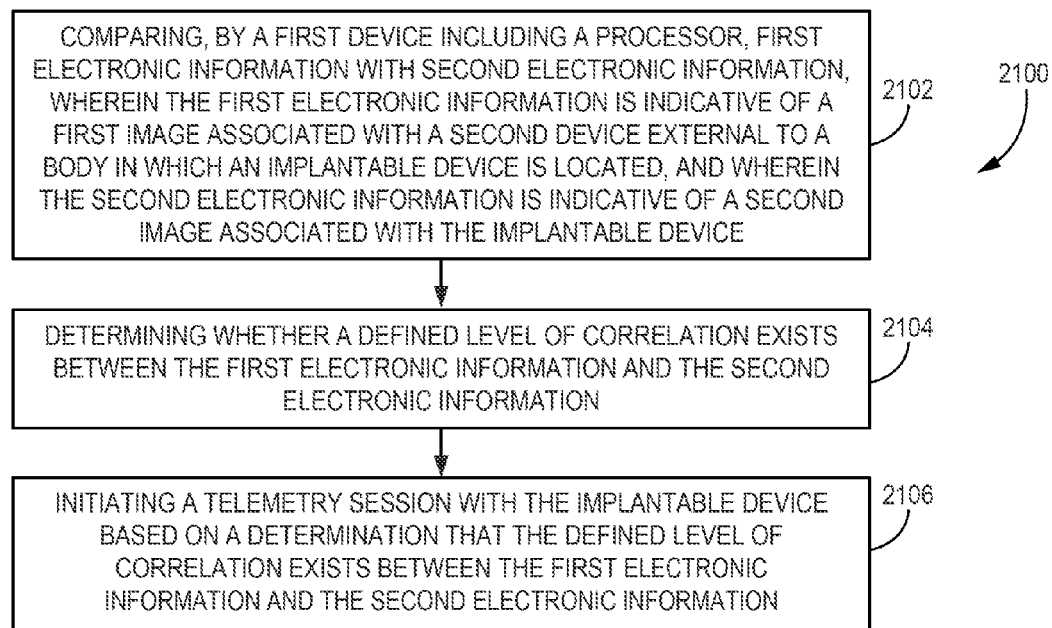 COMPARING, BY A FIRST DEVICE INCLUDING A PROCESSOR, FIRST
ELECTRONIC INFORMATION WITH SECOND ELECTRONIC INFORMATION,
WHEREIN THE FIRST ELECTRONIC INFORMATION IS INDICATIVE OF A
FIRST IMAGE ASSOCIATED WITH A SECOND DEVICE EXTERNAL TO A
BODY IN WHICH AN IMPLANTABLE DEVICE IS LOCATED, AND WHEREIN
THE SECOND ELECTRONIC INFORMATION IS INDICATIVE OF A SECOND
IMAGE ASSOCIATED WITH THE IMPLANTABLE DEVICE
2102
2100
DETERMINING WHETHER A DEFINED LEVEL OF CORRELATION EXISTS
BETWEEN THE FIRST ELECTRONIC INFORMATION AND THE SECOND
ELECTRONIC INFORMATION
2104
INITIATING A TELEMETRY SESSION WITH THE IMPLANTABLE DEVICE
BASED ON A DETERMINATION THAT THE DEFINED LEVEL OF
CORRELATION EXISTS BETWEEN THE FIRST ELECTRONIC
INFORMATION AND THE SECOND ELECTRONIC INFORMATION
2106